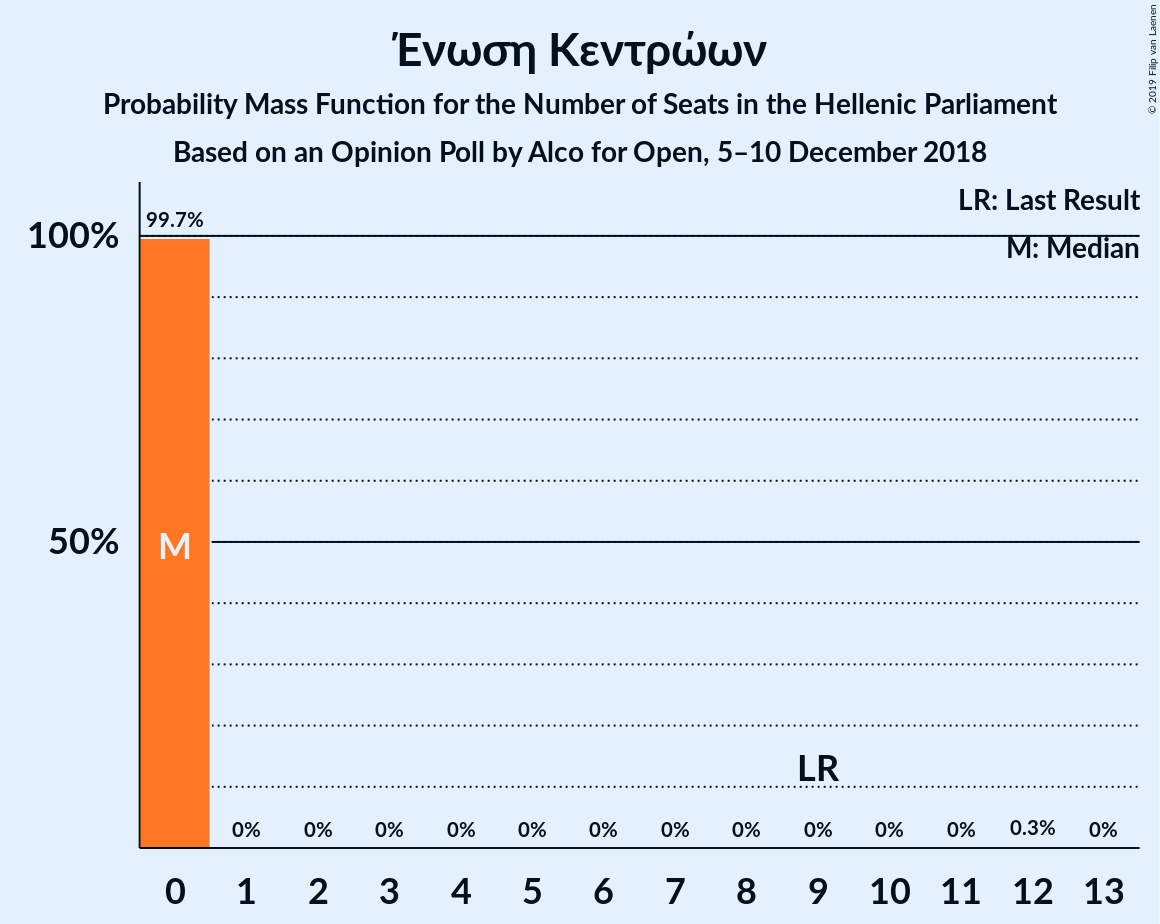 Ένωση Κεντρώων
Probability Mass Function for the Number of Seats in the Hellenic Parliament
Based on an Opinion Poll by Alco for Open, 5–10 December 2018
© 2019 Filip van Laenen
LR: Last Result
M: Median
99.7%
100%
50%
M
LR
0% 0% 0% 0% 0% 0% 0% 0% 0% 0% 0% 0.3% 0%
0 1 2 3 4 5 6 7 8 9 10 11 12 13